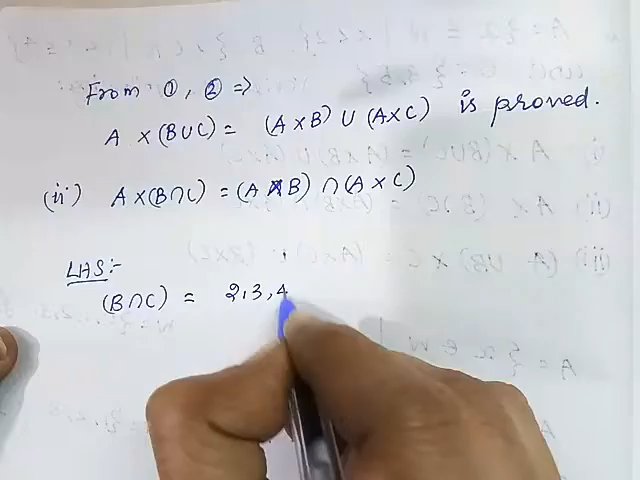 From ①, ② =>
A × (B∪C) = (A×B) ∪ (A×C) is proved.
(ii) A×(B∩C) = (A×B) ∩ (A×C)
LHS:-
(B∩C) = 2,3,4